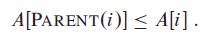 A[PARENT(i)] ≤ A[i] .